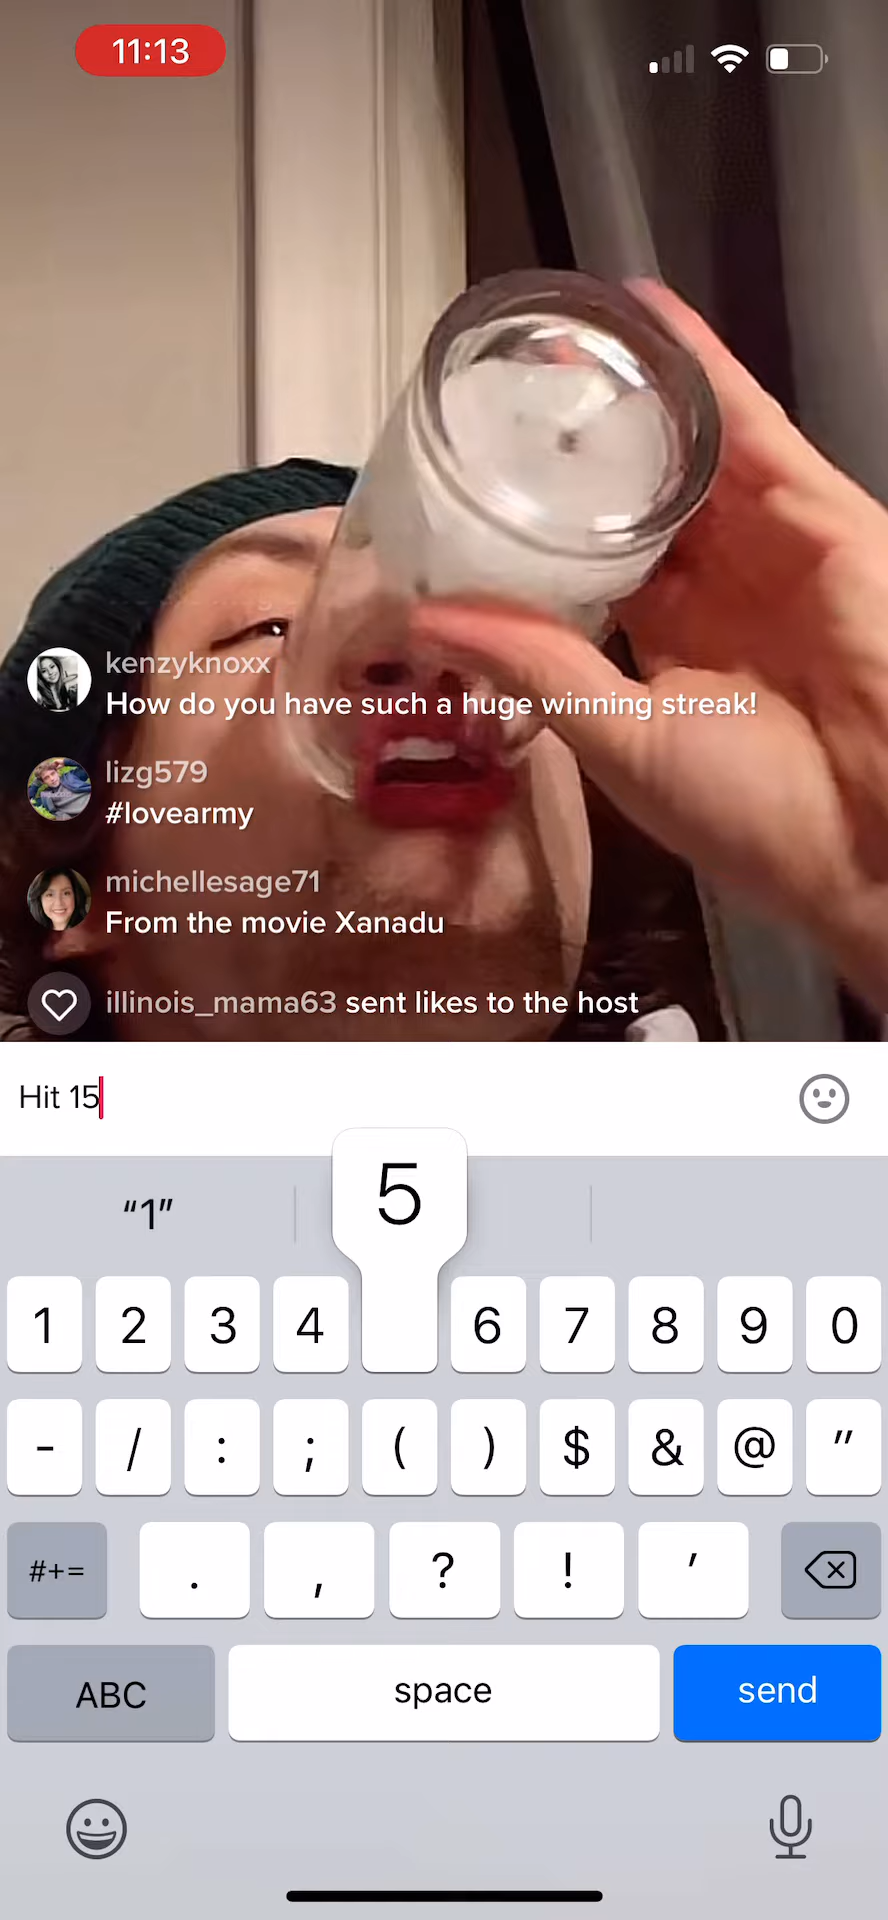 11:13
kenzyknoxx
How do you have such a huge winning streak!
lizg579
#lovearmy
michellesage71
From the movie Xanadu
illinois_mama63 sent likes to the host
Hit 15
“1”
5
1 2 3 4 6 7 8 9 0
- / : ; ( ) $ & @ "
#+= . , ? ! '
ABC space send